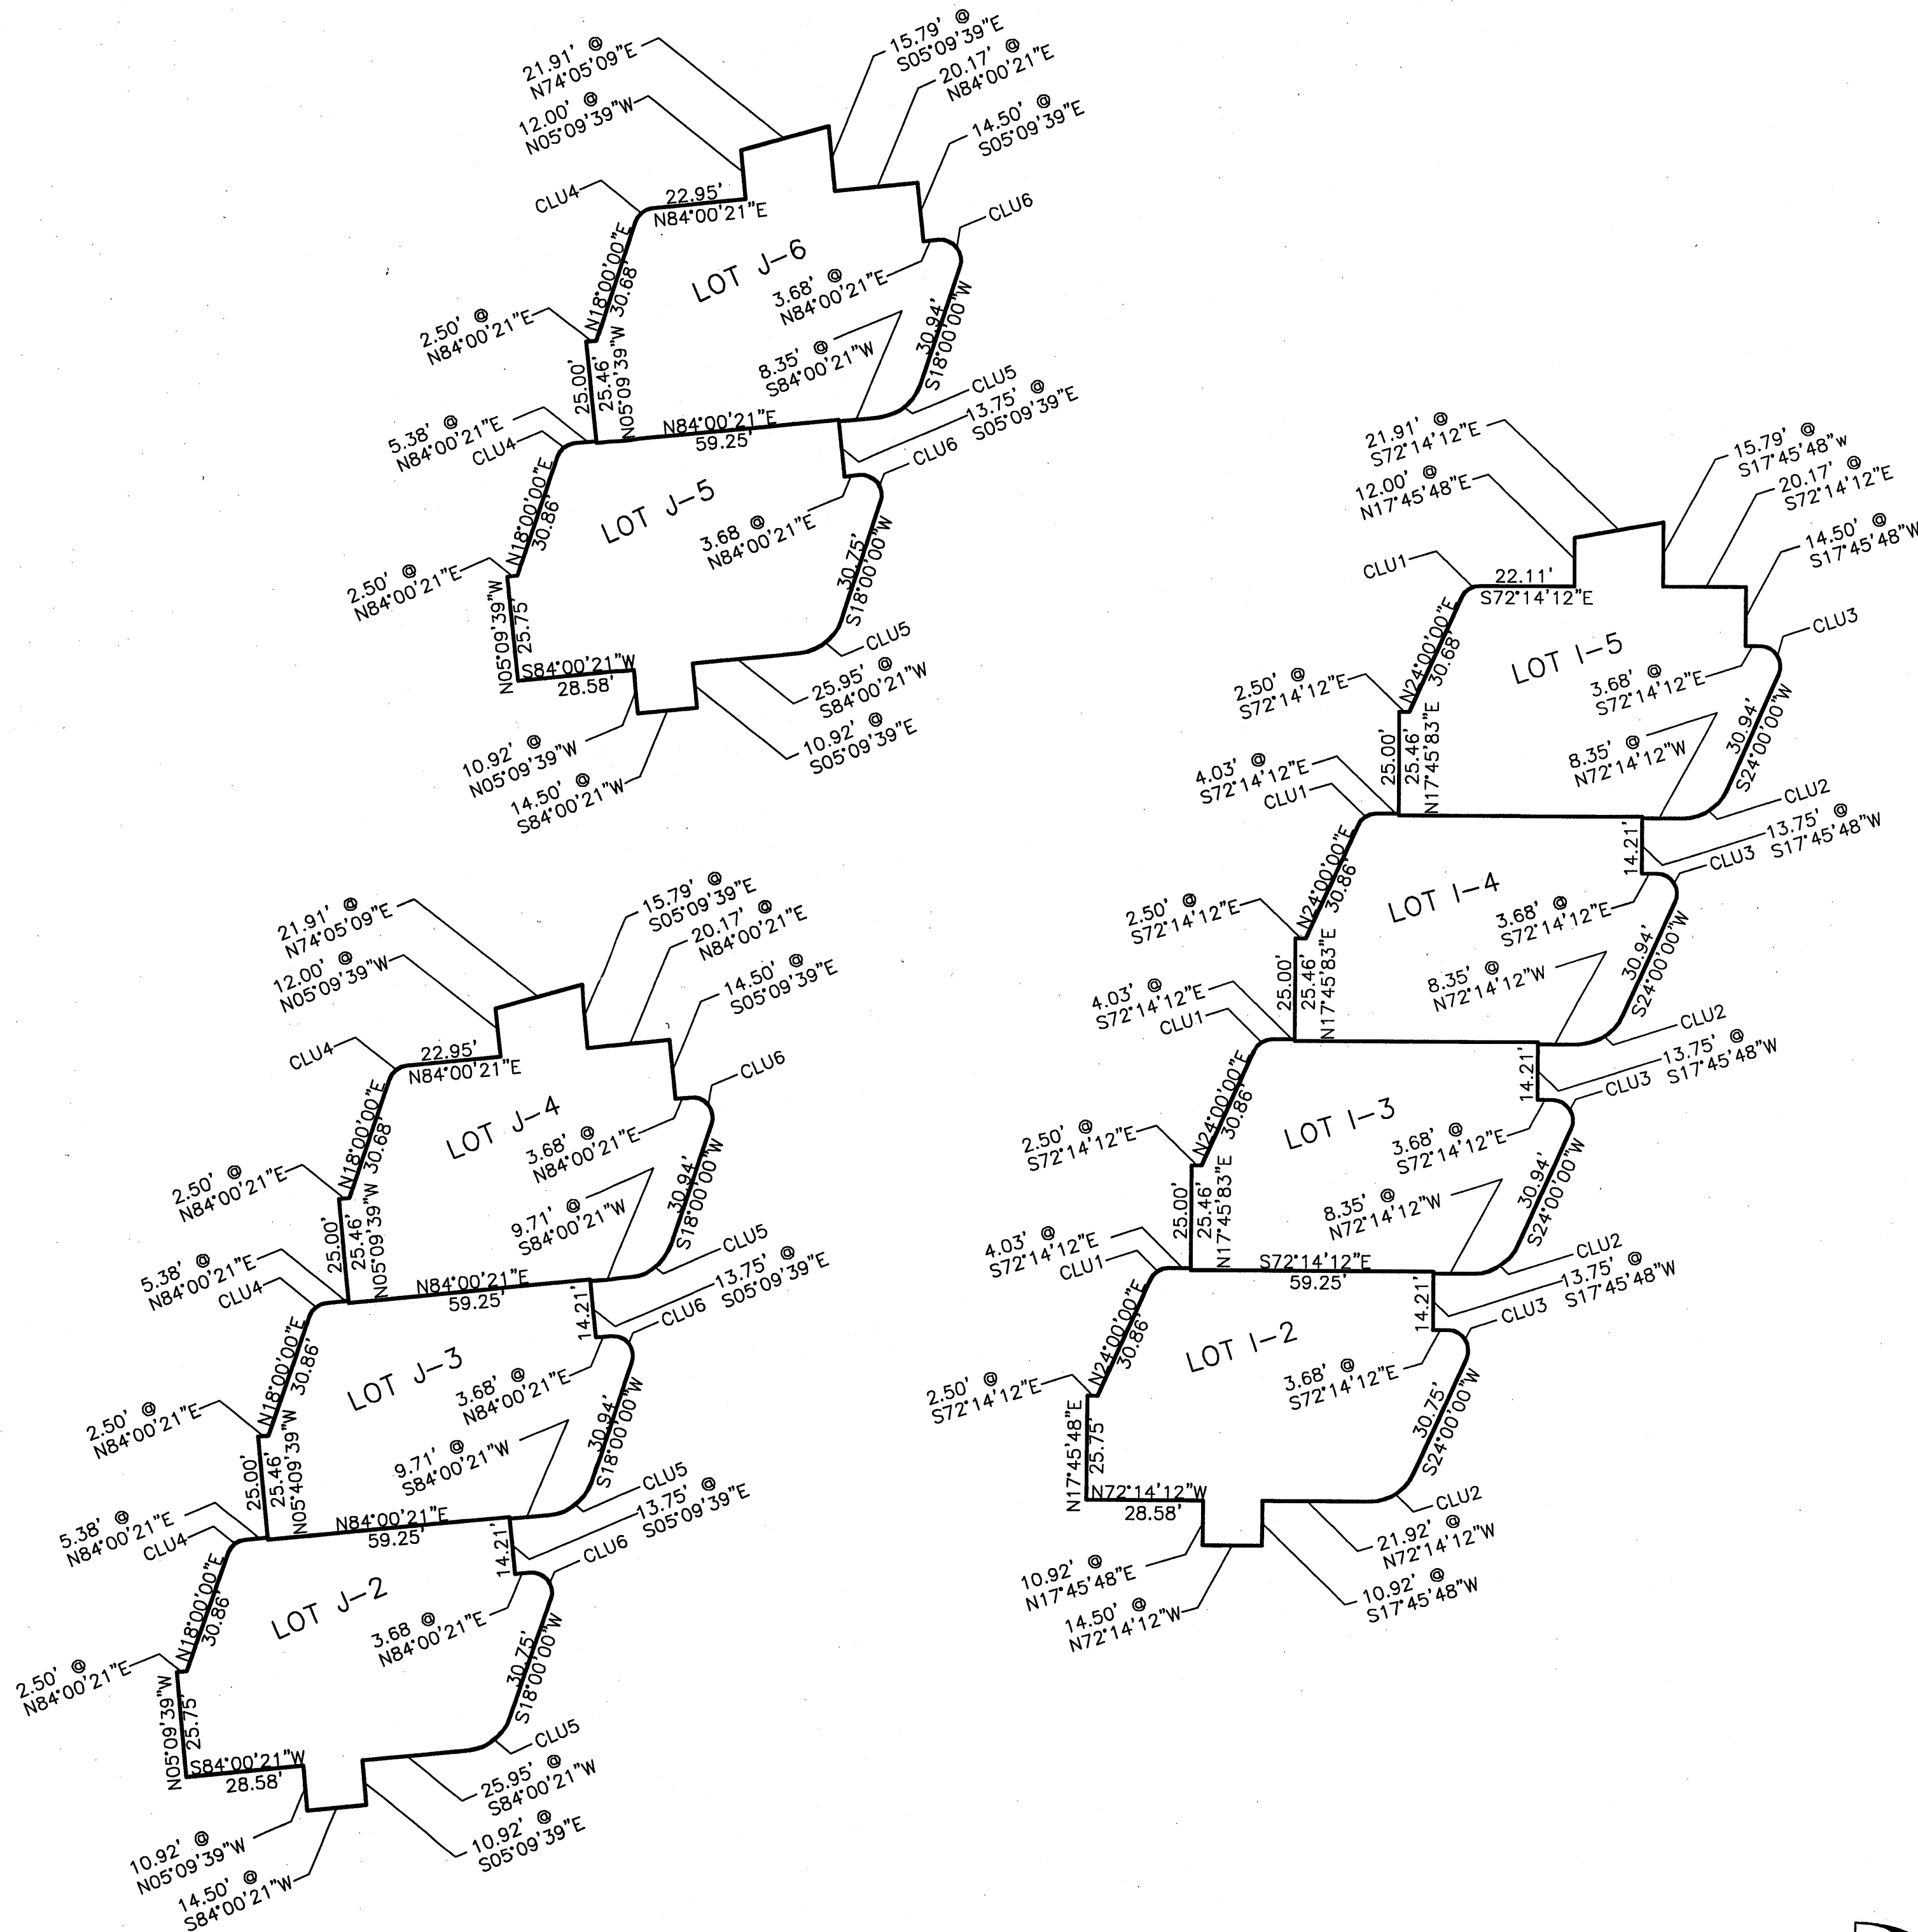 21.91' @
N74°05'09"E
12.00' @
N05°09'39"W
15.79' @
S05°09'39"E
20.17' @
N84°00'21"E
14.50' @
S05°09'39"E
CLU4
22.95'
N84°00'21"E
CLU6
LOT J-6
N18°00'00"E
30.68'
3.68' @
N84°00'21"E
2.50' @
N84°00'21"E
8.35' @
S84°00'21"W
30.94'
S18°00'00"W
25.00'
25.46'
N05°09'39"W
CLU5
13.75' @
S05°09'39"E
5.38' @
N84°00'21"E
CLU4
N84°00'21"E
59.25'
CLU6
LOT J-5
N18°00'00"E
30.86'
3.68 @
N84°00'21"E
2.50' @
N84°00'21"E
30.75'
S18°00'00"W
N05°09'39"W
25.75'
CLU5
S84°00'21"W
28.58'
25.95' @
S84°00'21"W
10.92' @
N05°09'39"W
10.92' @
S05°09'39"E
14.50' @
S84°00'21"W
21.91' @
S72°14'12"E
12.00' @
N17°45'48"E
15.79' @
S17°45'48"w
20.17' @
S72°14'12"E
14.50' @
S17°45'48"W
CLU1
22.11'
S72°14'12"E
CLU3
LOT I-5
N24°00'00"E
30.68'
3.68' @
S72°14'12"E
2.50' @
S72°14'12"E
8.35' @
N72°14'12"W
30.94'
S24°00'00"W
25.00'
25.46'
N17°45'83"E
4.03' @
S72°14'12"E
CLU1
CLU2
13.75' @
S17°45'48"W
14.21'
CLU3
LOT I-4
N24°00'00"E
30.86'
3.68' @
S72°14'12"E
2.50' @
S72°14'12"E
8.35' @
N72°14'12"W
30.94'
S24°00'00"W
25.00'
25.46'
N17°45'83"E
4.03' @
S72°14'12"E
CLU1
CLU2
13.75' @
S17°45'48"W
14.21'
CLU3
LOT I-3
N24°00'00"E
30.86'
3.68' @
S72°14'12"E
2.50' @
S72°14'12"E
8.35' @
N72°14'12"W
30.94'
S24°00'00"W
25.00'
25.46'
N17°45'83"E
4.03' @
S72°14'12"E
CLU1
S72°14'12"E
59.25'
CLU2
13.75' @
S17°45'48"W
14.21'
CLU3
LOT I-2
N24°00'00"E
30.86'
3.68' @
S72°14'12"E
2.50' @
S72°14'12"E
30.75'
S24°00'00"W
N17°45'48"E
25.75'
N72°14'12"W
28.58'
CLU2
21.92' @
N72°14'12"W
10.92' @
N17°45'48"E
10.92' @
S17°45'48"W
14.50' @
N72°14'12"W
21.91' @
N74°05'09"E
12.00' @
N05°09'39"W
15.79' @
S05°09'39"E
20.17' @
N84°00'21"E
14.50' @
S05°09'39"E
CLU4
22.95'
N84°00'21"E
CLU6
LOT J-4
N18°00'00"E
30.68'
3.68' @
N84°00'21"E
2.50' @
N84°00'21"E
9.71' @
S84°00'21"W
30.94'
S18°00'00"W
25.00'
25.46'
N05°09'39"W
5.38' @
N84°00'21"E
CLU4
CLU5
13.75' @
S05°09'39"E
N84°00'21"E
59.25'
14.21'
CLU6
LOT J-3
N18°00'00"E
30.86'
3.68' @
N84°00'21"E
2.50' @
N84°00'21"E
9.71' @
S84°00'21"W
30.94'
S18°00'00"W
25.00'
25.46'
N05°409'39"W
5.38' @
N84°00'21"E
CLU4
CLU5
13.75' @
S05°09'39"E
N84°00'21"E
59.25'
14.21'
CLU6
LOT J-2
N18°00'00"E
30.86'
3.68 @
N84°00'21"E
2.50' @
N84°00'21"E
30.75'
S18°00'00"W
N05°09'39"W
25.75'
CLU5
S84°00'21"W
28.58'
25.95' @
S84°00'21"W
10.92' @
N05°09'39"W
10.92' @
S05°09'39"E
14.50' @
S84°00'21"W